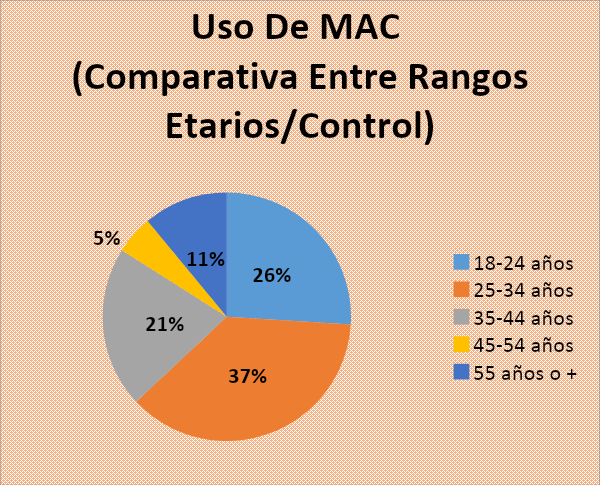 Uso De MAC
(Comparativa Entre Rangos
Etarios/Control)
5%
11%
26%
21%
37%
18-24 años
25-34 años
35-44 años
45-54 años
55 años o +